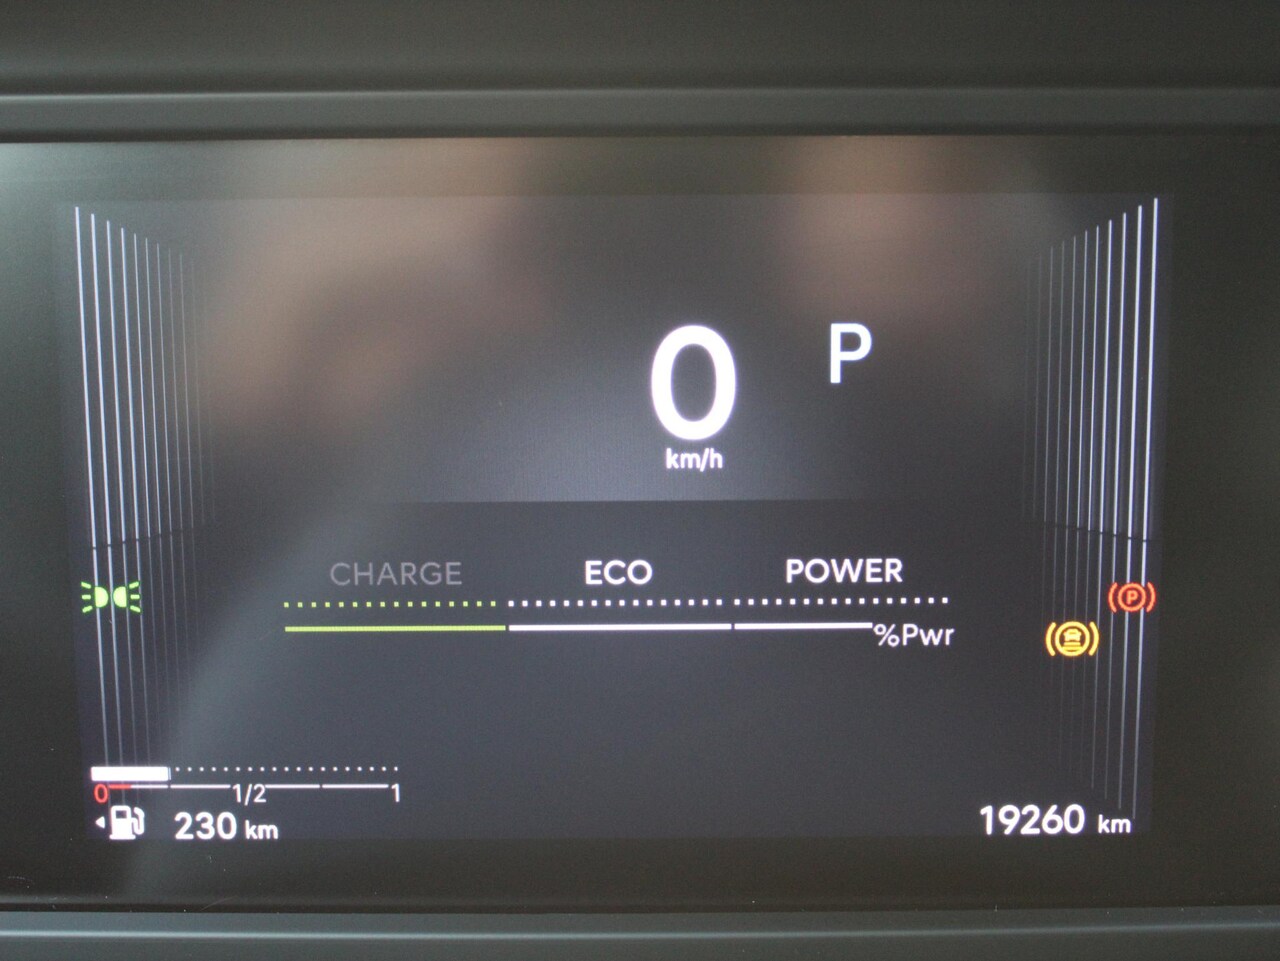 0 P
km/h
CHARGE ECO POWER
%Pwr
P
0 1/2 1
230 km
19260 km